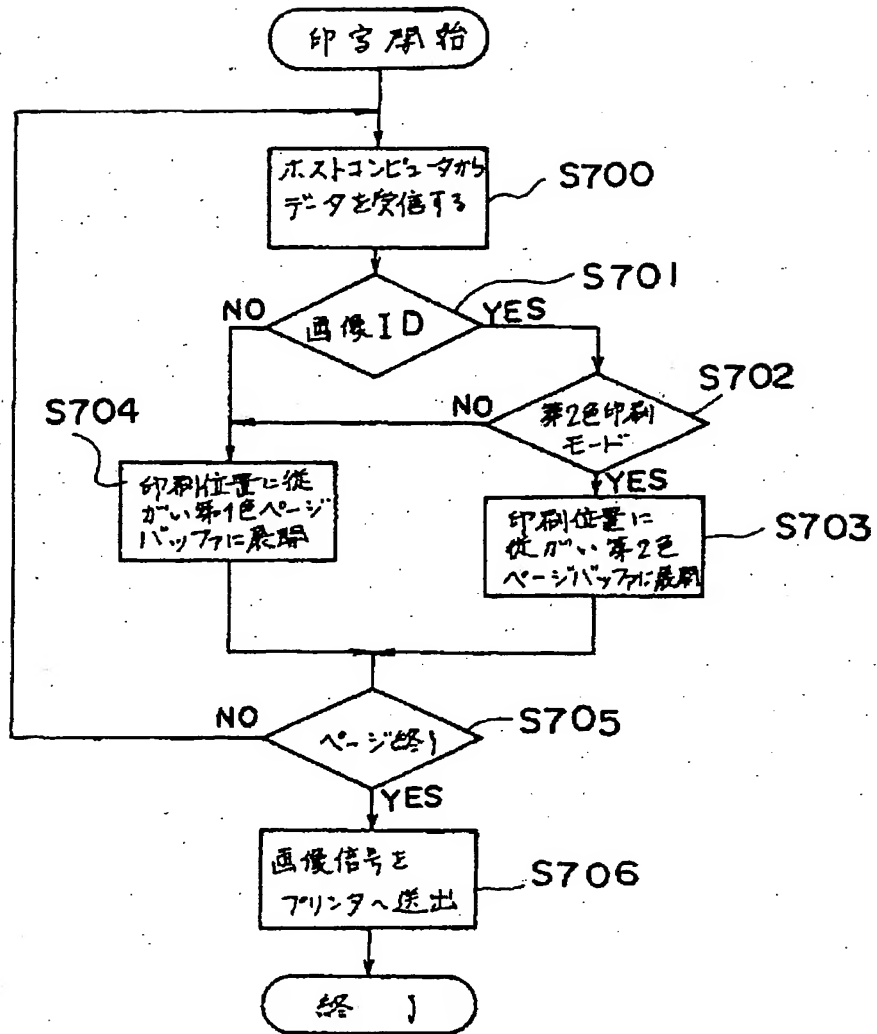 印字開始
ホストコンピュータから
データを受信する
S700
S701
NO
YES
画像ID
S702
NO
第2色印刷
モード
YES
S704
印刷位置に従
がい第1色ページ
バッファに展開
印刷位置に
従がい第2色
ページバッファに展開
S703
NO
S705
ページ終り
YES
画像信号を
プリンタへ送出
S706
終り